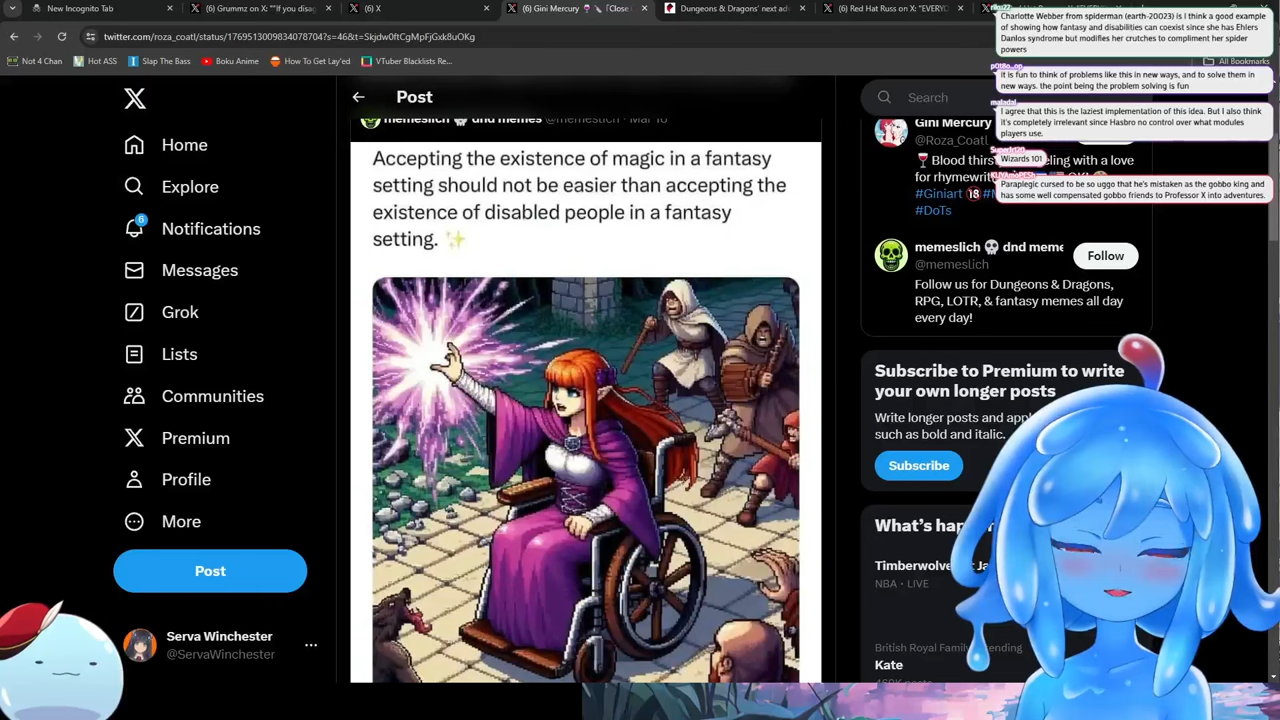 New Incognito Tab
(6) Grummz on X: "If you disag
(6) X
(6) Gini Mercury
Dungeons & Dragons' next adv
(6) Red Hat Russ on X: "EVERYO
twitter.com/roza_coatl/status/
Not 4 Chan
Hot ASS
Slap The Bass
Boku Anime
How To Get Lay'ed
VTuber Blacklists Re...
All Bookmarks
Charlotte Webber from spiderman (earth-20023) is I think a good example
of showing how fantasy and disabilities can coexist since she has Ehlers
Danlos syndrome but modifies her crutches to compliment her spider
powers
it is fun to think of problems like this in new ways, and to solve them in
new ways. the point being the problem solving is fun
maladal
I agree that this is the laziest implementation of this idea. But I also think
it's completely irrelevant since Hasbro no control over what modules
players use.
Wizards 101
Paraplegic cursed to be so uggo that he's mistaken as the gobbo king and
has some well compensated gobbo friends to Professor X into adventures.
Home
Explore
6
Notifications
Messages
Grok
Lists
Communities
Premium
Profile
More
Post
Serva Winchester
@ServaWinchester
Post
memeslich 💀 dnd memes @memeslich
Accepting the existence of magic in a fantasy
setting should not be easier than accepting the
existence of disabled people in a fantasy
setting. ✨
Search
Gini Mercury
@Roza_Coatl
with a love
for rhyme
#Giniart 🔞
#DoTs
memeslich 💀 dnd meme
@memeslich
Follow
Follow us for Dungeons & Dragons,
RPG, LOTR, & fantasy memes all day
every day!
Subscribe to Premium to write
your own longer posts
Write longer posts and
such as bold and italic.
Subscribe
What's
Timberwolves
NBA · LIVE
British Royal
Kate